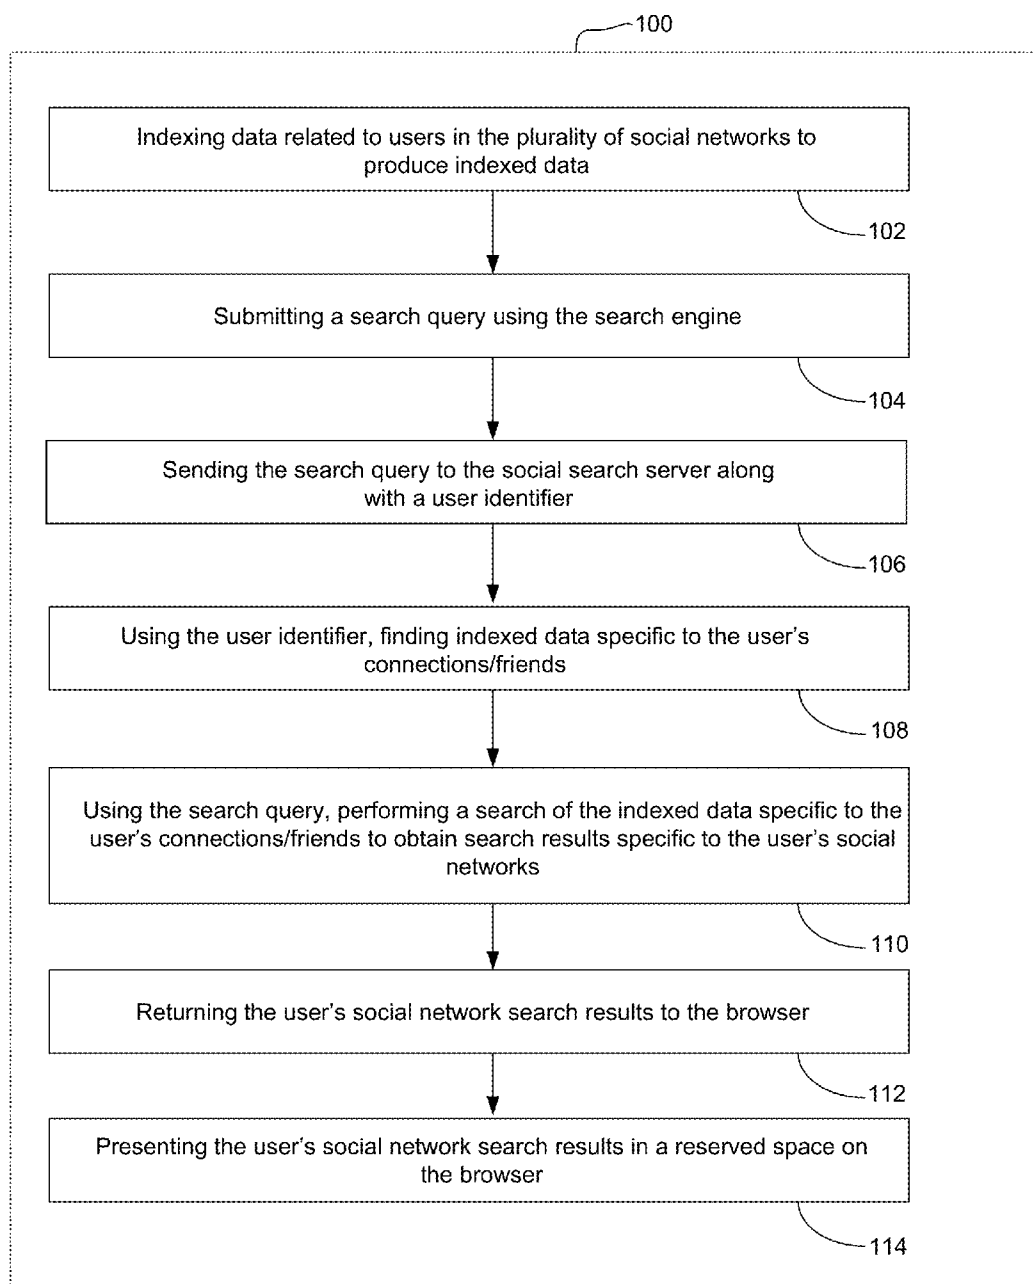 100
Indexing data related to users in the plurality of social networks to
produce indexed data
102
Submitting a search query using the search engine
104
Sending the search query to the social search server along
with a user identifier
106
Using the user identifier, finding indexed data specific to the user's
connections/friends
108
Using the search query, performing a search of the indexed data specific to the
user's connections/friends to obtain search results specific to the user's social
networks
110
Returning the user's social network search results to the browser
112
Presenting the user's social network search results in a reserved space on
the browser
114